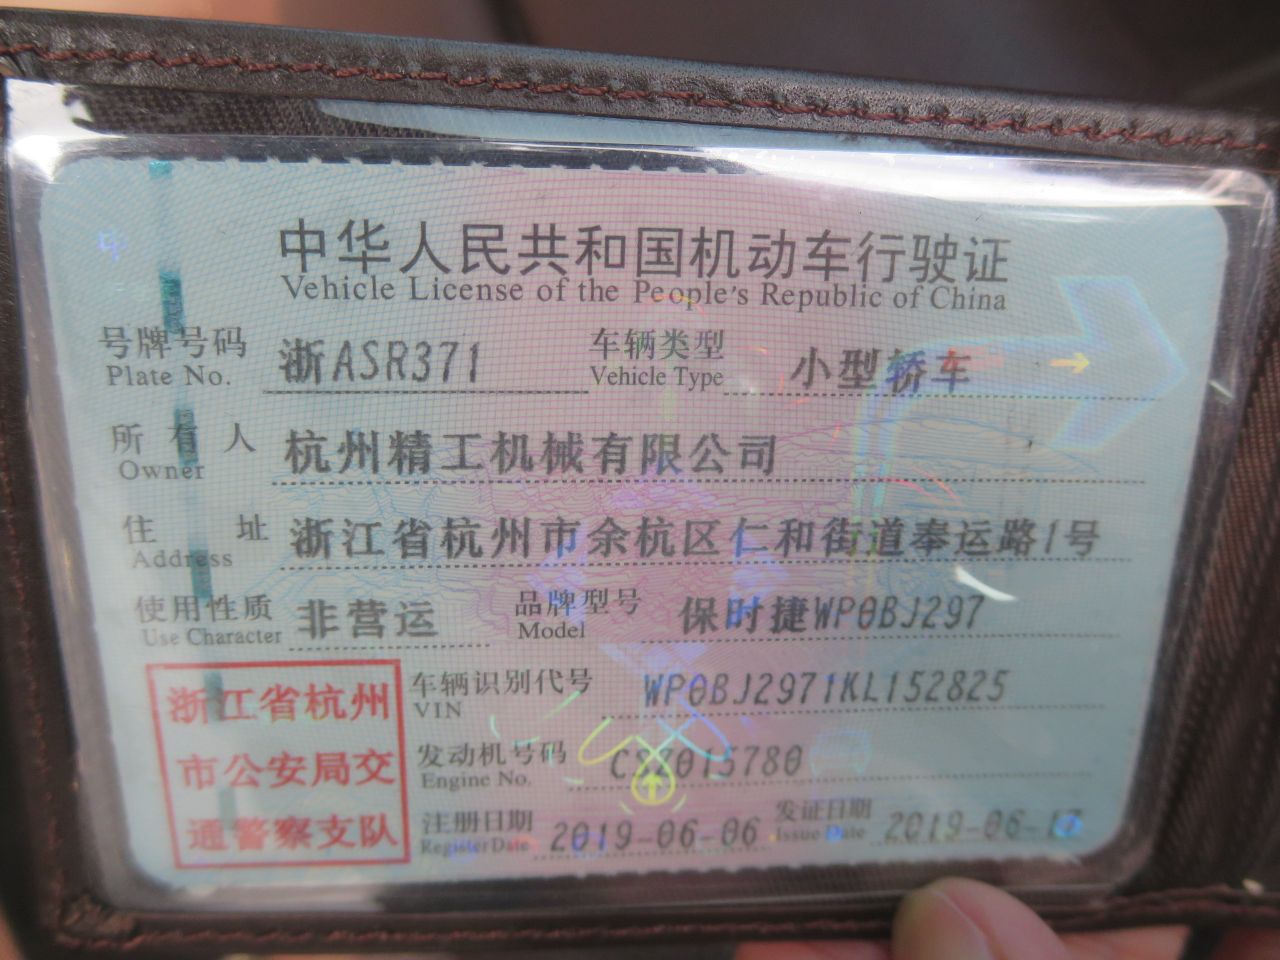 中华人民共和国机动车行驶证
Vehicle License of the People's Republic of China
号牌号码 浙ASR371 车辆类型 小型轿车
Plate No. Vehicle Type
所有人 杭州精工机械有限公司
Owner
住址 浙江省杭州市余杭区仁和街道奉运路1号
Address
使用性质 非营运 品牌型号 保时捷WP0BJ297
Use Character Model
浙江省杭州
市公安局交
通警察支队
车辆识别代号 WP0BJ2971KL152825
VIN
发动机号码
Engine No.
注册日期 2019-06-06 发证日期
Register Date Issue Date